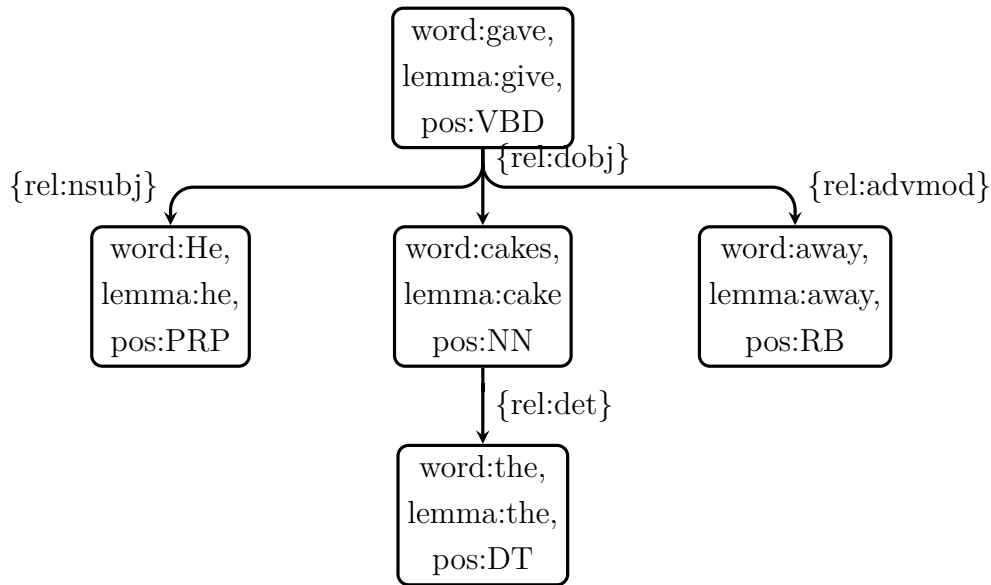 word:gave,
lemma:give,
pos:VBD
{rel:dobj}
{rel:nsubj}
{rel:advmod}
word:He,
lemma:he,
pos:PRP
word:cakes,
lemma:cake
pos:NN
word:away,
lemma:away,
pos:RB
{rel:det}
word:the,
lemma:the,
pos:DT